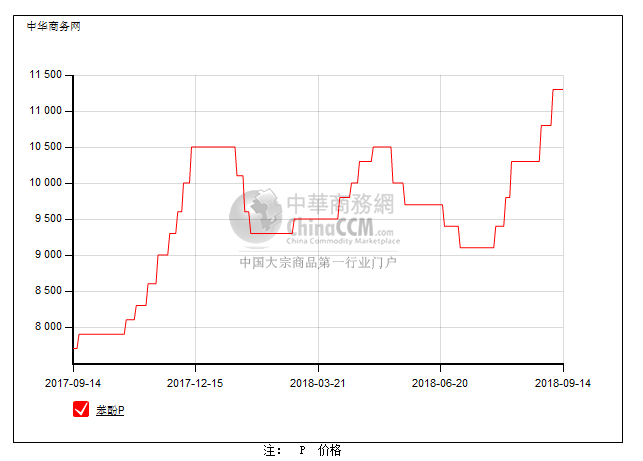 中华商务网
11 500
11 000
10 500
10 000
9 500
9 000
8 500
8 000
中華商務網
ChinaCCM.com
China Commodity Marketplace
中国大宗商品第一行业门户
2017-09-14
2017-12-15
2018-03-21
2018-06-20
2018-09-14
苯酚P
注： P 价格